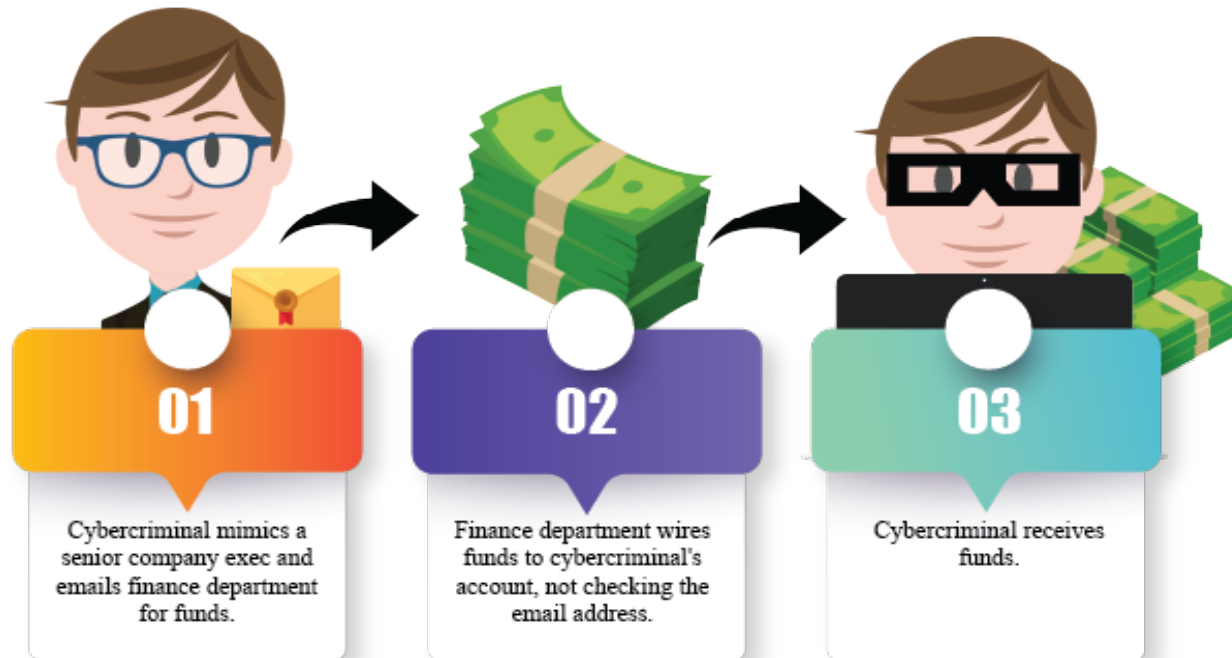 01
Cybercriminal mimics a
senior company exec and
emails finance department
for funds.
02
Finance department wires
funds to cybercriminal's
account, not checking the
email address.
03
Cybercriminal receives
funds.